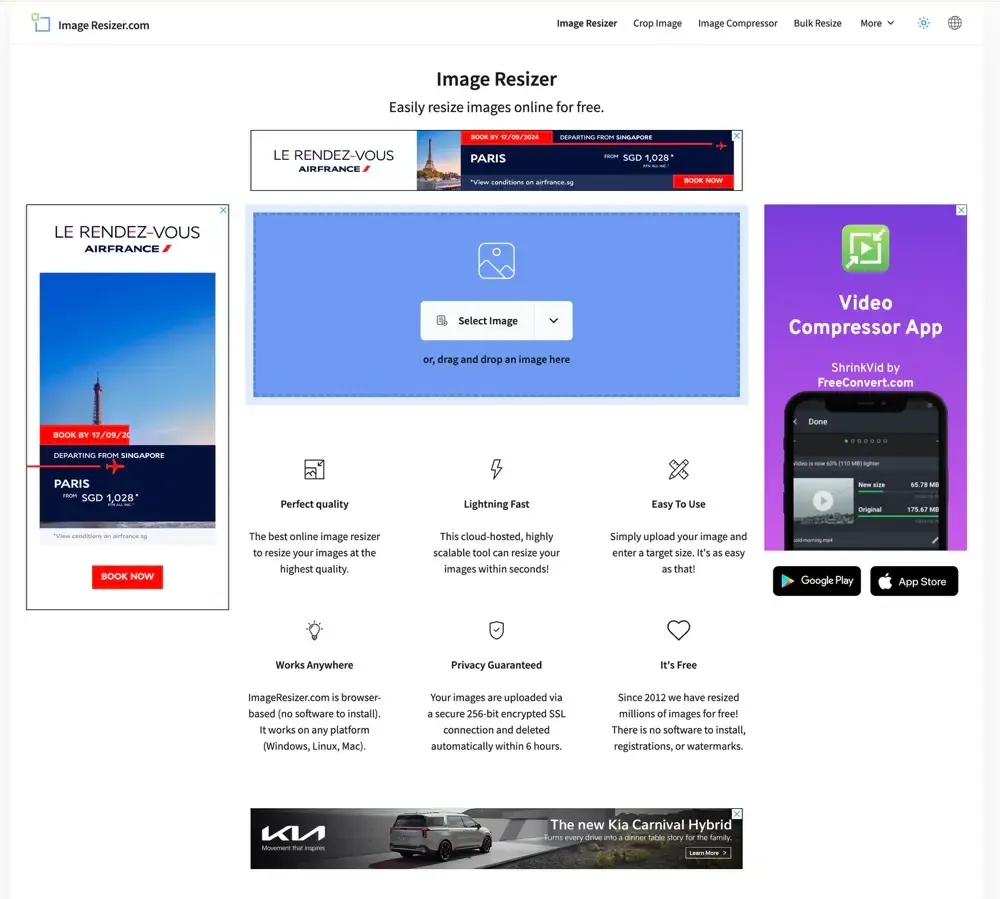 Image Resizer.com
Image Resizer
Crop Image
Image Compressor
Bulk Resize
More
Image Resizer
Easily resize images online for free.
LE RENDEZ-VOUS
AIRFRANCE
BOOK BY 17/09/2024
DEPARTING FROM SINGAPORE
PARIS
FROM SGD 1,028*
*View conditions on airfrance.sg
BOOK NOW
LE RENDEZ-VOUS
AIRFRANCE
BOOK BY 17/09/20
DEPARTING FROM SINGAPORE
PARIS
FROM SGD 1,028*
*View conditions on airfrance.sg
BOOK NOW
Select Image
or, drag and drop an image here
Video
Compressor App
ShrinkVid by
FreeConvert.com
Done
Video is now 63% (110 MB) lighter
New size 65.78 MB
Original 175.67 MB
cold-morning.mp4
Google Play
App Store
Perfect quality
The best online image resizer
to resize your images at the
highest quality.
Lightning Fast
This cloud-hosted, highly
scalable tool can resize your
images within seconds!
Easy To Use
Simply upload your image and
enter a target size. It's as easy
as that!
Works Anywhere
ImageResizer.com is browser-
based (no software to install).
It works on any platform
(Windows, Linux, Mac).
Privacy Guaranteed
Your images are uploaded via
a secure 256-bit encrypted SSL
connection and deleted
automatically within 6 hours.
It's Free
Since 2012 we have resized
millions of images for free!
There is no software to install,
registrations, or watermarks.
KIA
Movement that inspires
The new Kia Carnival Hybrid
Turns every drive into a dinner table story for the family.
Learn More >